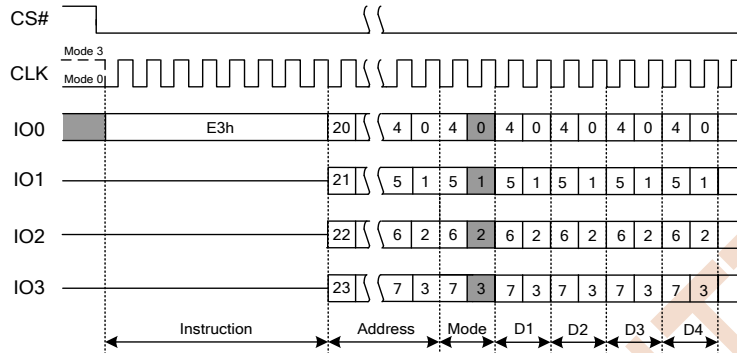 CS#
Mode 3
CLK
Mode 0
IO0 E3h 20 4 0 4 0 4 0 4 0 4 0 4 0
IO1 21 5 1 5 1 5 1 5 1 5 1 5 1
IO2 22 6 2 6 2 6 2 6 2 6 2 6 2
IO3 23 7 3 7 3 7 3 7 3 7 3 7 3
Instruction Address Mode D1 D2 D3 D4